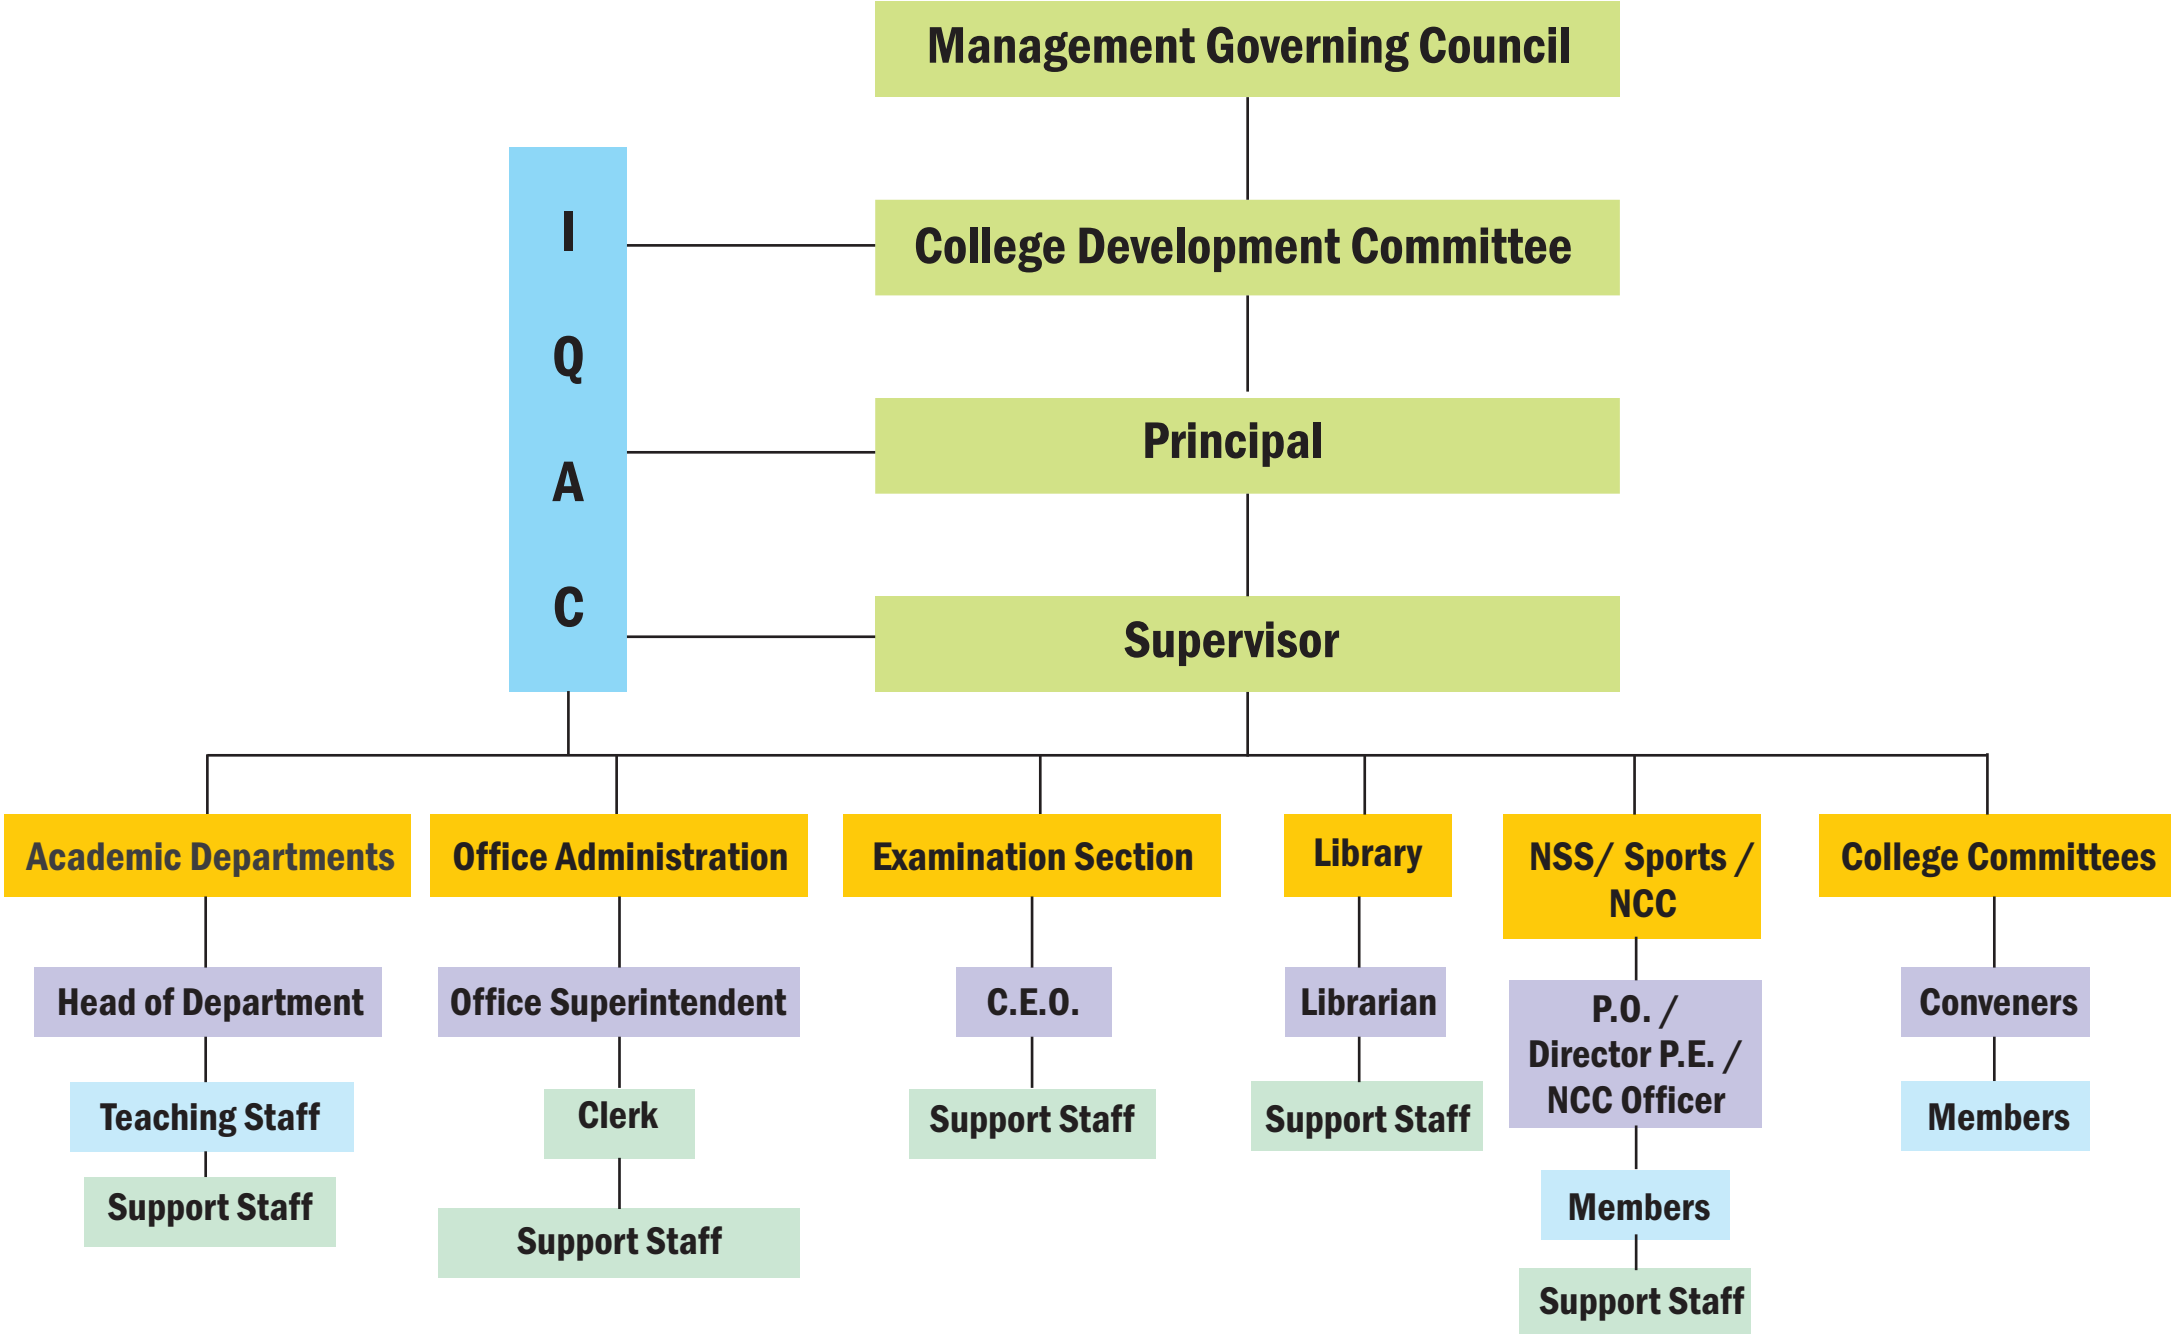 Management Governing Council
I
Q
A
C
College Development Committee
Principal
Supervisor
Academic Departments
Office Administration
Examination Section
Library
NSS/ Sports /
NCC
College Committees
Head of Department
Office Superintendent
C.E.O.
Librarian
P.O. /
Director P.E. /
NCC Officer
Conveners
Teaching Staff
Clerk
Support Staff
Support Staff
Members
Support Staff
Support Staff
Members
Support Staff